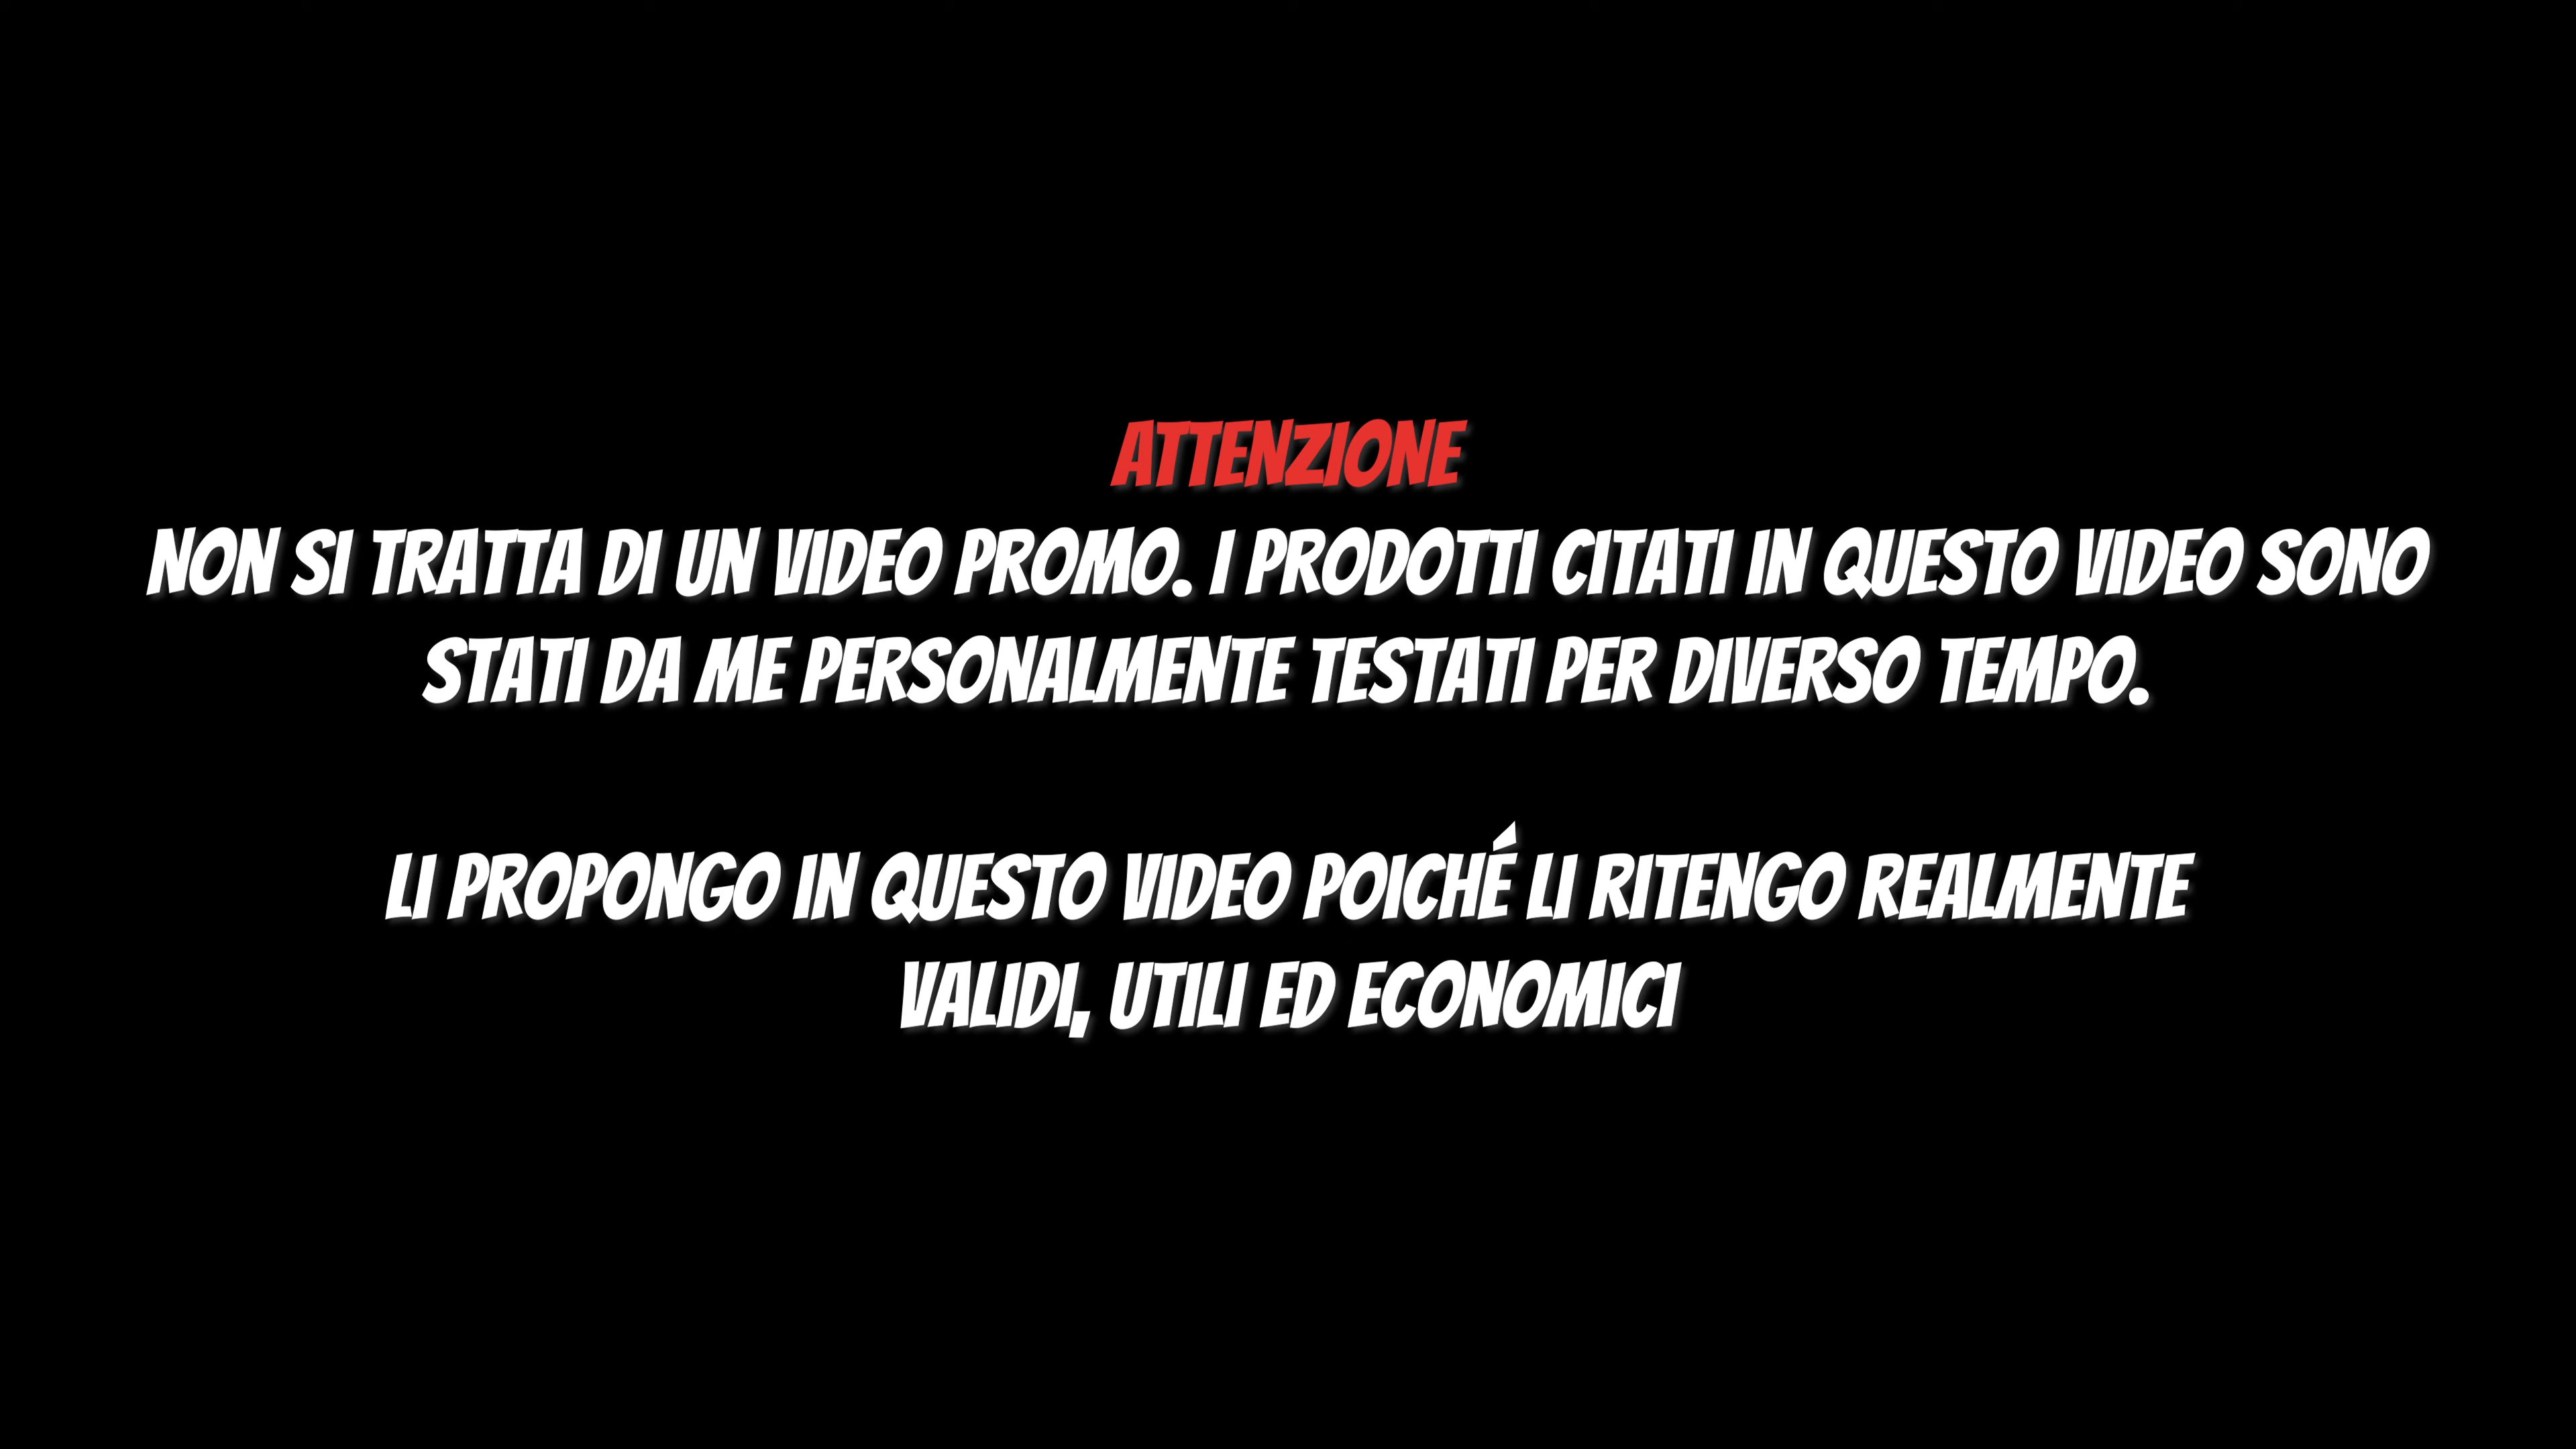 ATTENZIONE
NON SI TRATTA DI UN VIDEO PROMO. I PRODOTTI CITATI IN QUESTO VIDEO SONO
STATI DA ME PERSONALMENTE TESTATI PER DIVERSO TEMPO.
LI PROPONGO IN QUESTO VIDEO POICHÉ LI RITENGO REALMENTE
VALIDI, UTILI ED ECONOMICI